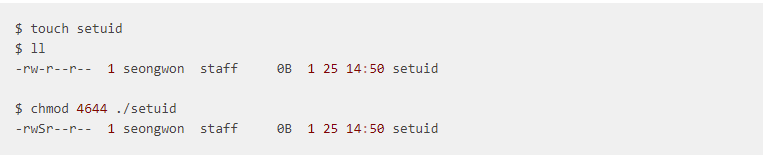 $ touch setuid
$ ll
-rw-r--r--  1 seongwon  staff     0B  1 25 14:50 setuid
$ chmod 4644 ./setuid
-rwSr--r--  1 seongwon  staff     0B  1 25 14:50 setuid